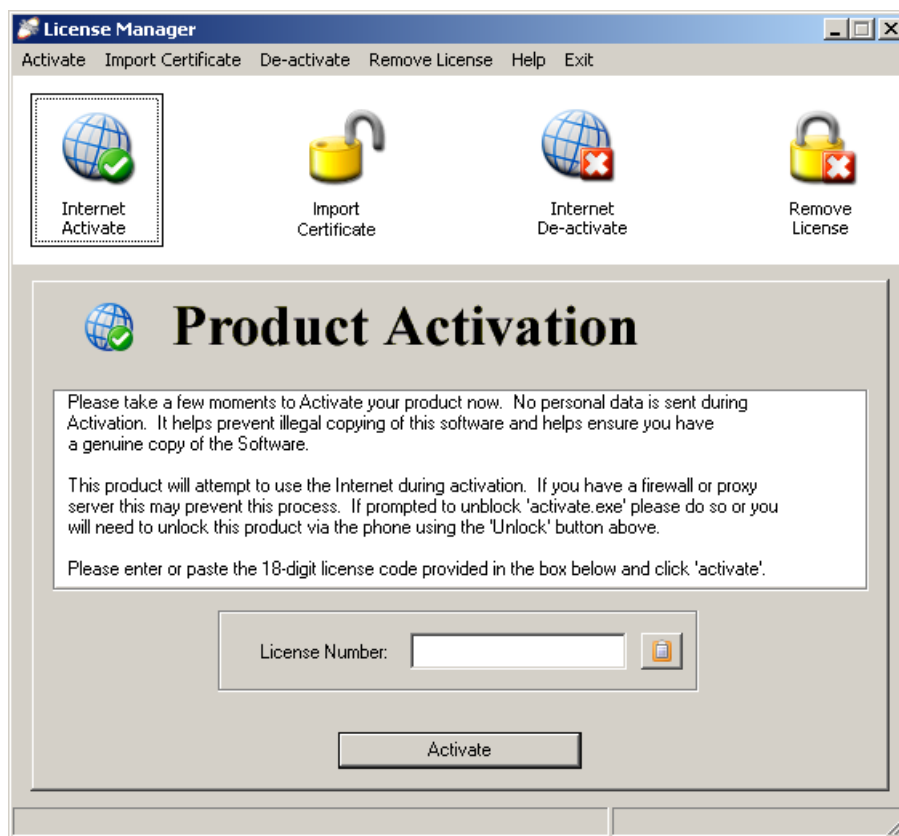 License Manager
Activate Import Certificate De-activate Remove License Help Exit
Internet
Activate
Import
Certificate
Internet
De-activate
Remove
License
Product Activation
Please take a few moments to Activate your product now. No personal data is sent during
Activation. It helps prevent illegal copying of this software and helps ensure you have
a genuine copy of the Software.
This product will attempt to use the Internet during activation. If you have a firewall or proxy
server this may prevent this process. If prompted to unblock 'activate.exe' please do so or you
will need to unlock this product via the phone using the 'Unlock' button above.
Please enter or paste the 18-digit license code provided in the box below and click 'activate'.
License Number:
Activate